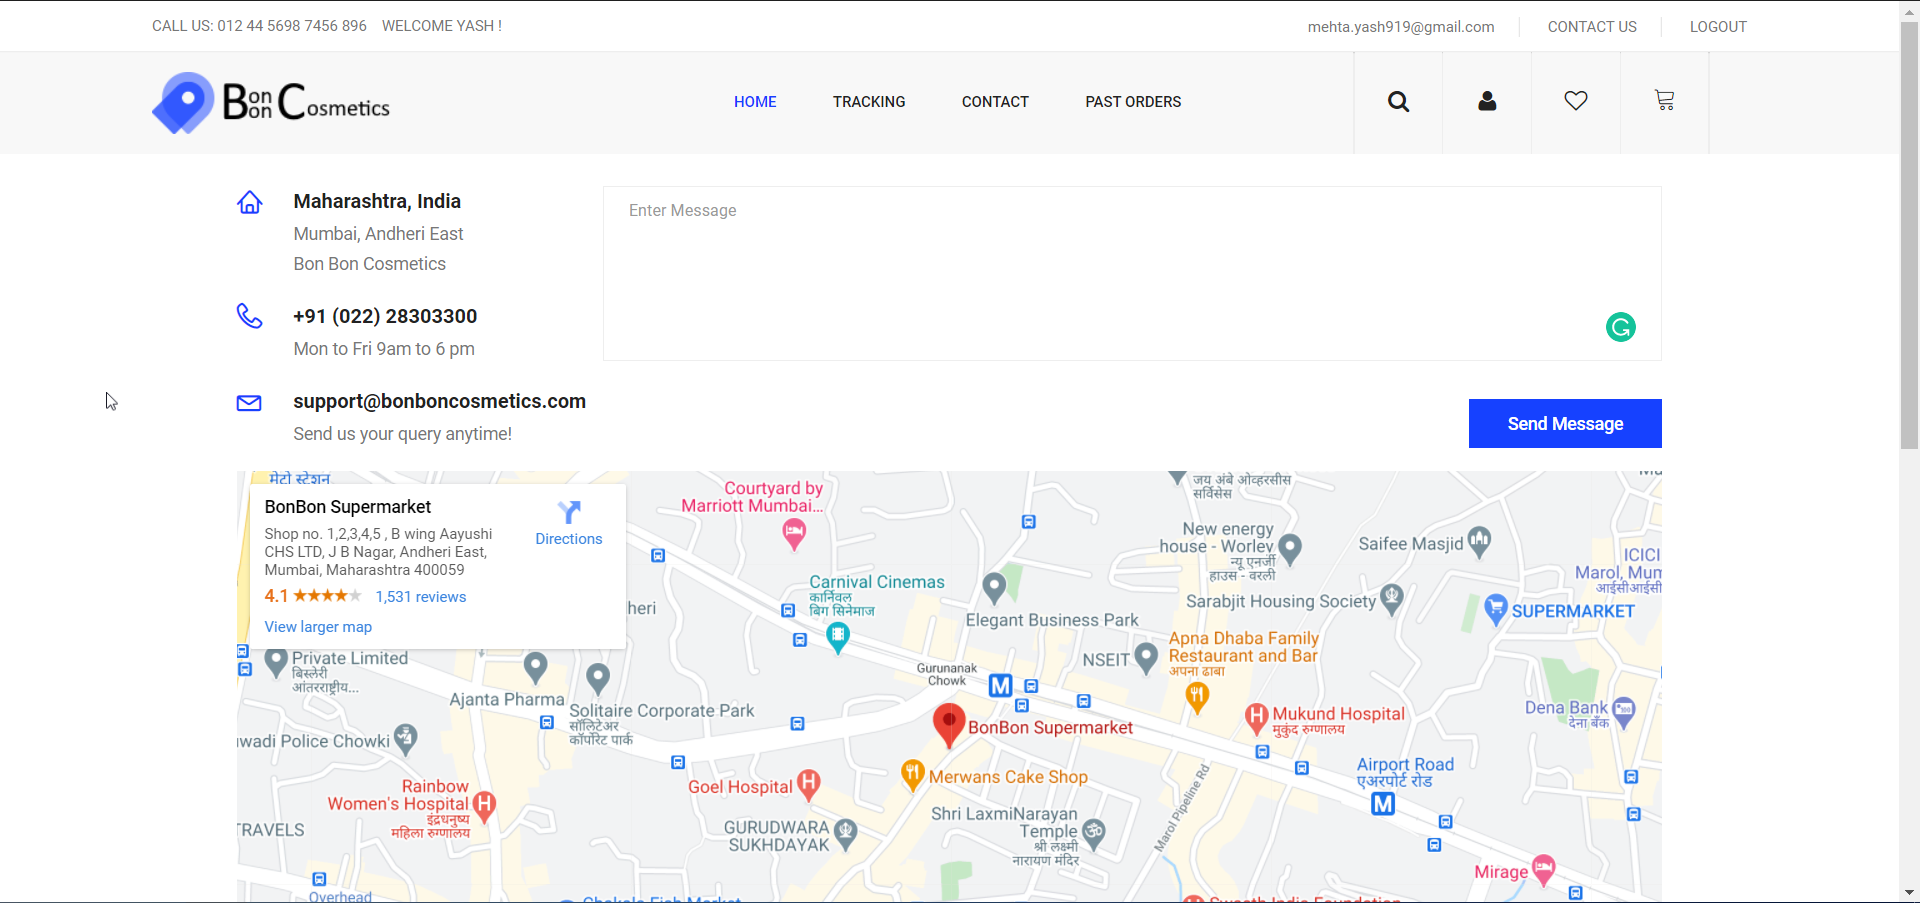 CALL US: 012 44 5698 7456 896 WELCOME YASH !
mehta.yash919@gmail.com CONTACT US LOGOUT
Bon Bon Cosmetics
HOME TRACKING CONTACT PAST ORDERS
Maharashtra, India
Mumbai, Andheri East
Bon Bon Cosmetics
+91 (022) 28303300
Mon to Fri 9am to 6 pm
support@bonboncosmetics.com
Send us your query anytime!
Enter Message
Send Message
मेट्रो स्टेशन
BonBon Supermarket
Shop no. 1,2,3,4,5 , B wing Aayushi
CHS LTD, J B Nagar, Andheri East,
Mumbai, Maharashtra 400059
4.1 1,531 reviews
View larger map
Directions
Courtyard by
Marriott Mumbai...
जय अंबे ओव्हरसीस
सर्विसेस
New energy
house - Worley
न्यू एनर्जी
हाउस - वरली
Saifee Masjid
ICICI
Marol, Mum
आईसीआईसी
Carnival Cinemas
कार्निवल
बिग सिनेमाज
heri
Elegant Business Park
Sarabjit Housing Society
SUPERMARKET
Apna Dhaba Family
Restaurant and Bar
अपना ढाबा
NSEIT
Private Limited
बिस्लेरी
आंतरराष्ट्रीय...
Gurunanak
Chowk
M
Ajanta Pharma
Solitaire Corporate Park
सॉलिटेअर
कॉर्पोरेट पार्क
BonBon Supermarket
Mukund Hospital
मुकुंद रुग्णालय
Dena Bank
देना बँक
wadi Police Chowki
Merwans Cake Shop
Airport Road
एअरपोर्ट रोड
M
Rainbow
Women's Hospital
इंद्रधनुष्य
महिला रुग्णालय
Goel Hospital
Marol Pipeline Rd
TRAVELS
GURUDWARA
SUKHDAYAK
Shri LaxmiNarayan
Temple
श्री लक्ष्मी
नारायण मंदिर
Mirage
Overhead